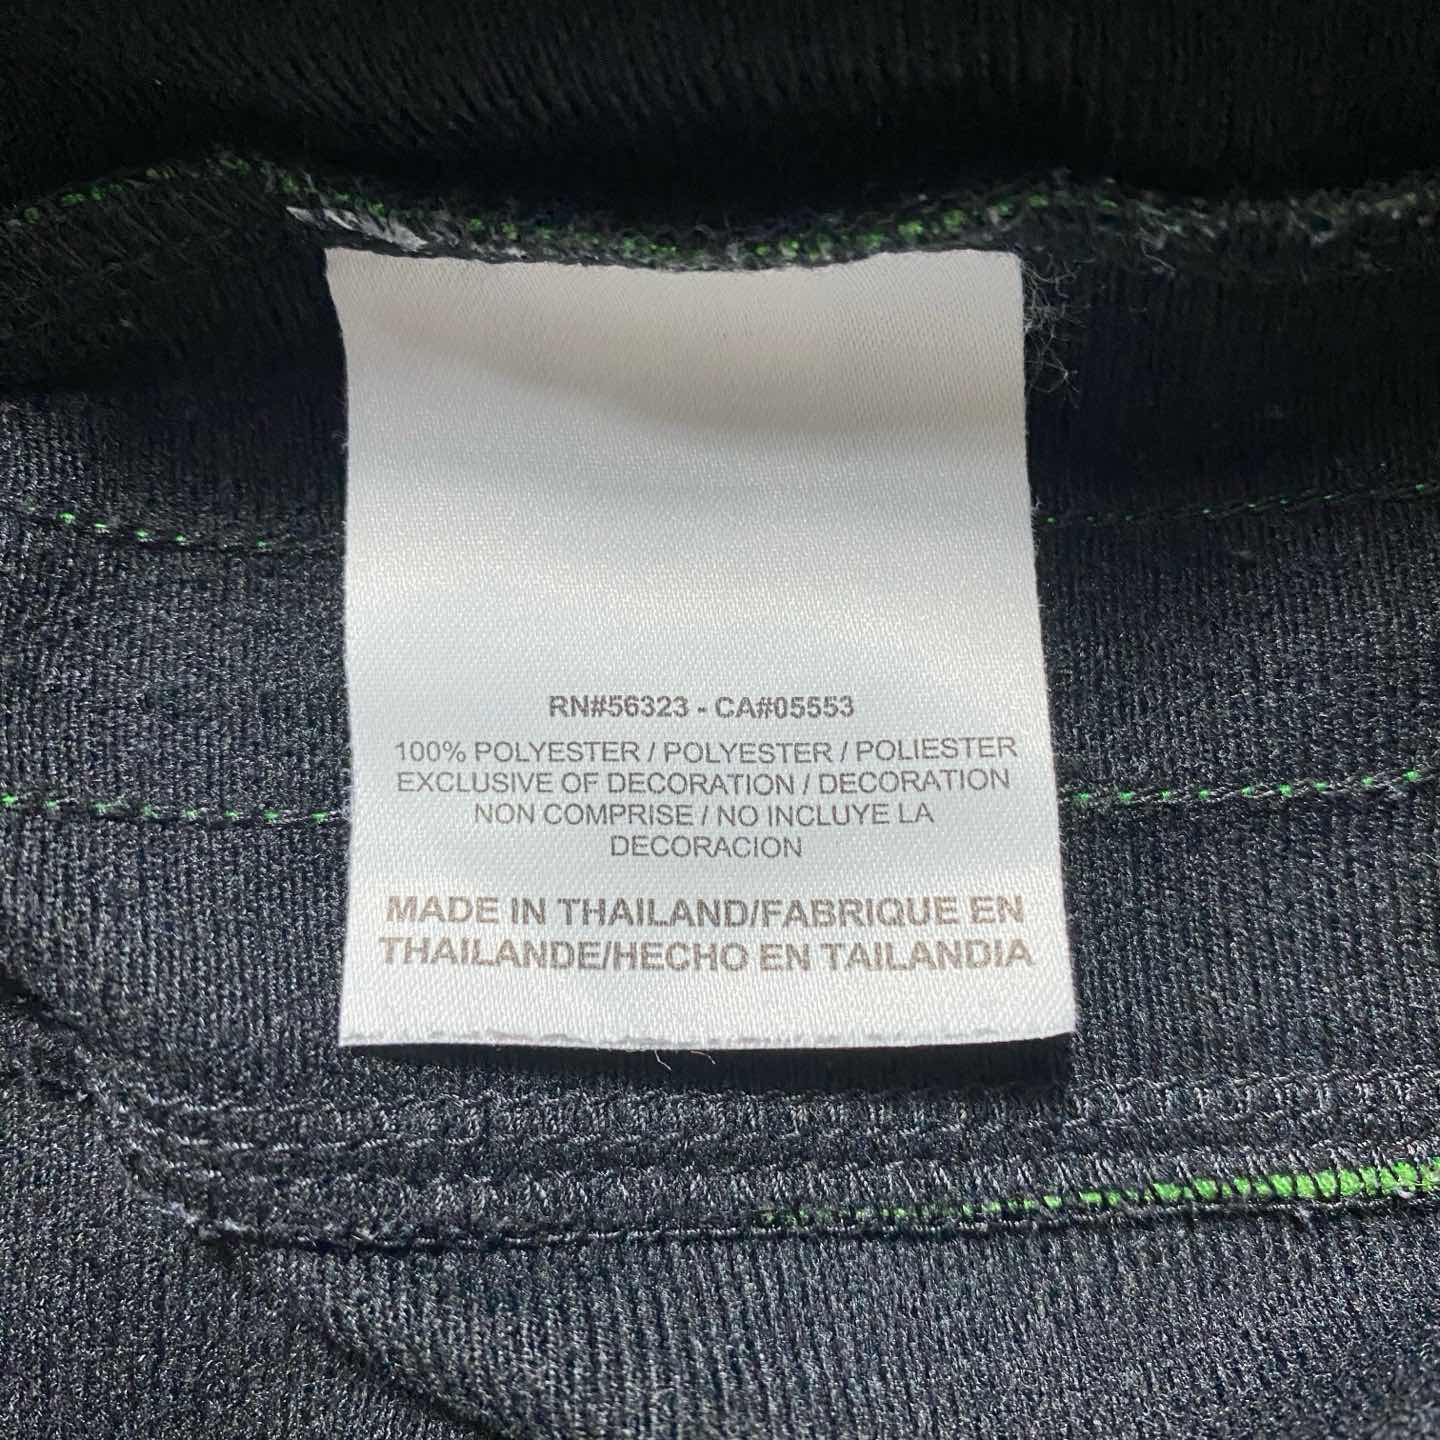 RN#56323 - CA#05553
100% POLYESTER / POLYESTER / POLIESTER
EXCLUSIVE OF DECORATION / DECORATION
NON COMPRISE / NO INCLUYE LA
DECORACION
MADE IN THAILAND/FABRIQUE EN
THAILANDE/HECHO EN TAILANDIA